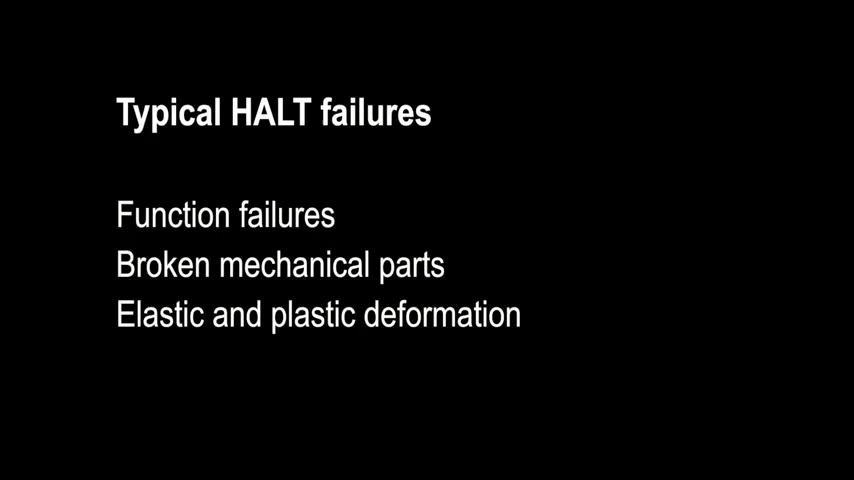 Typical HALT failures
Function failures
Broken mechanical parts
Elastic and plastic deformation